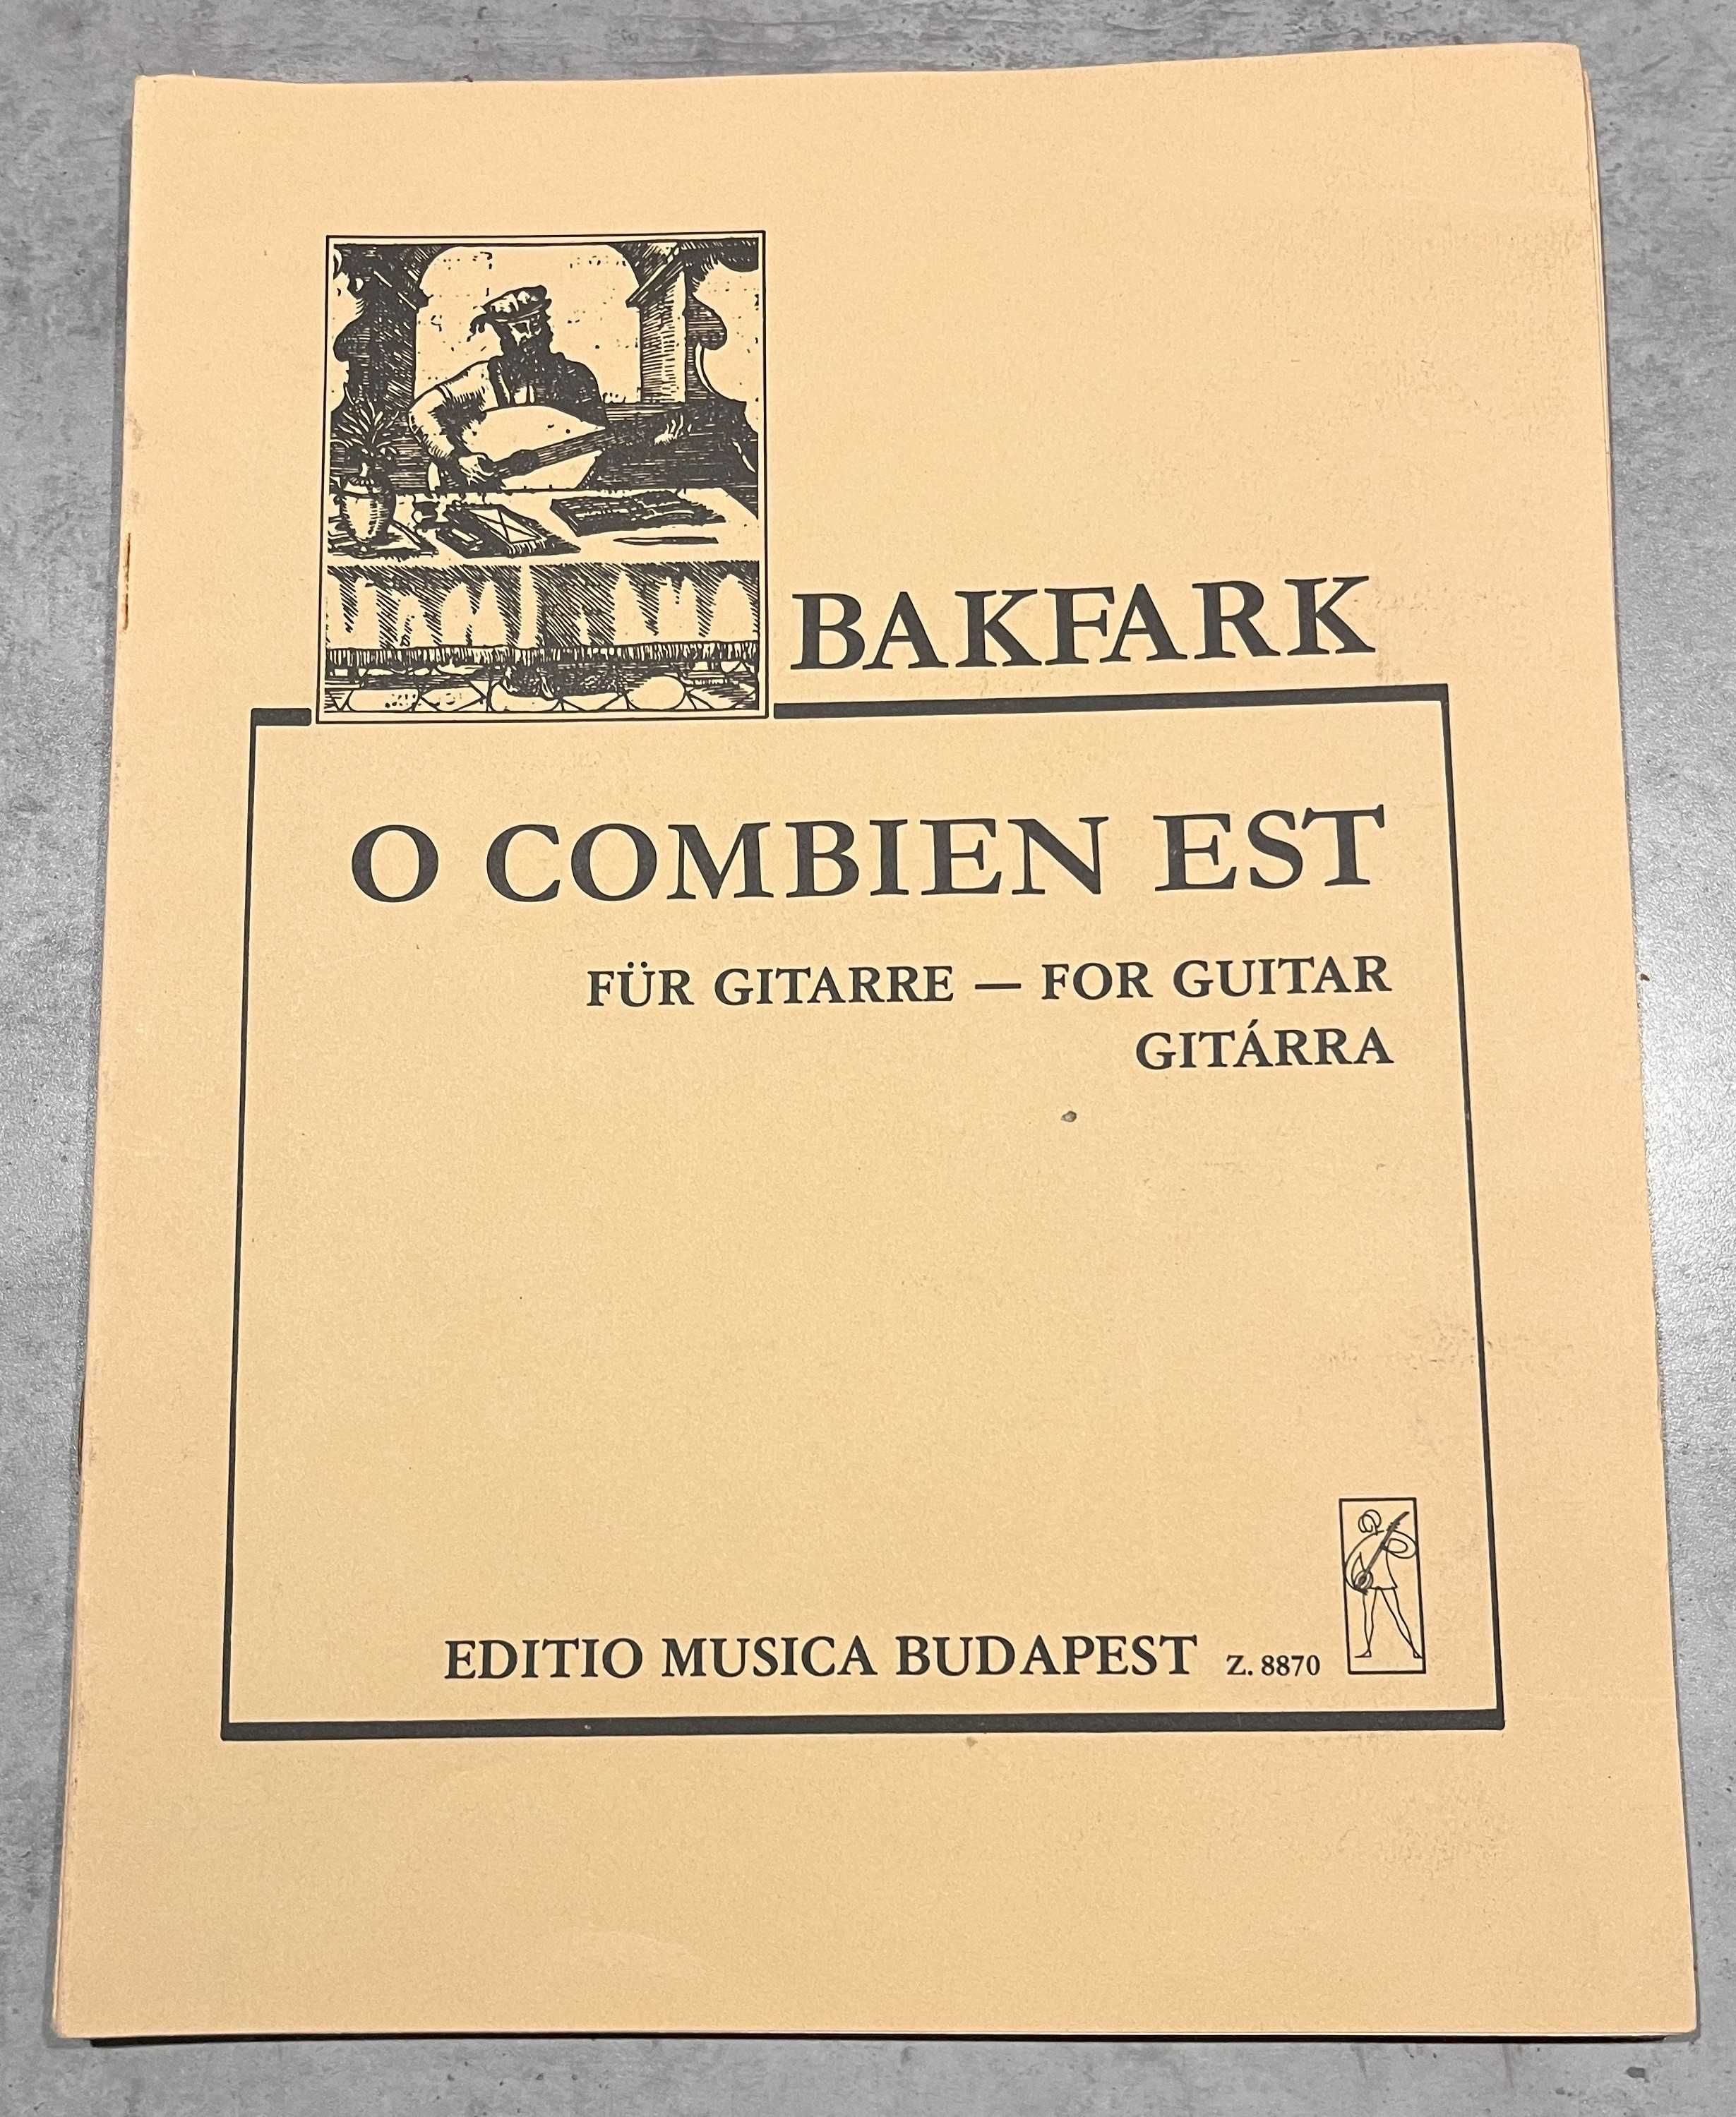 BAKFARK
O COMBIEN EST
FÜR GITARRE — FOR GUITAR
GITÁRRA
EDITIO MUSICA BUDAPEST Z. 8870